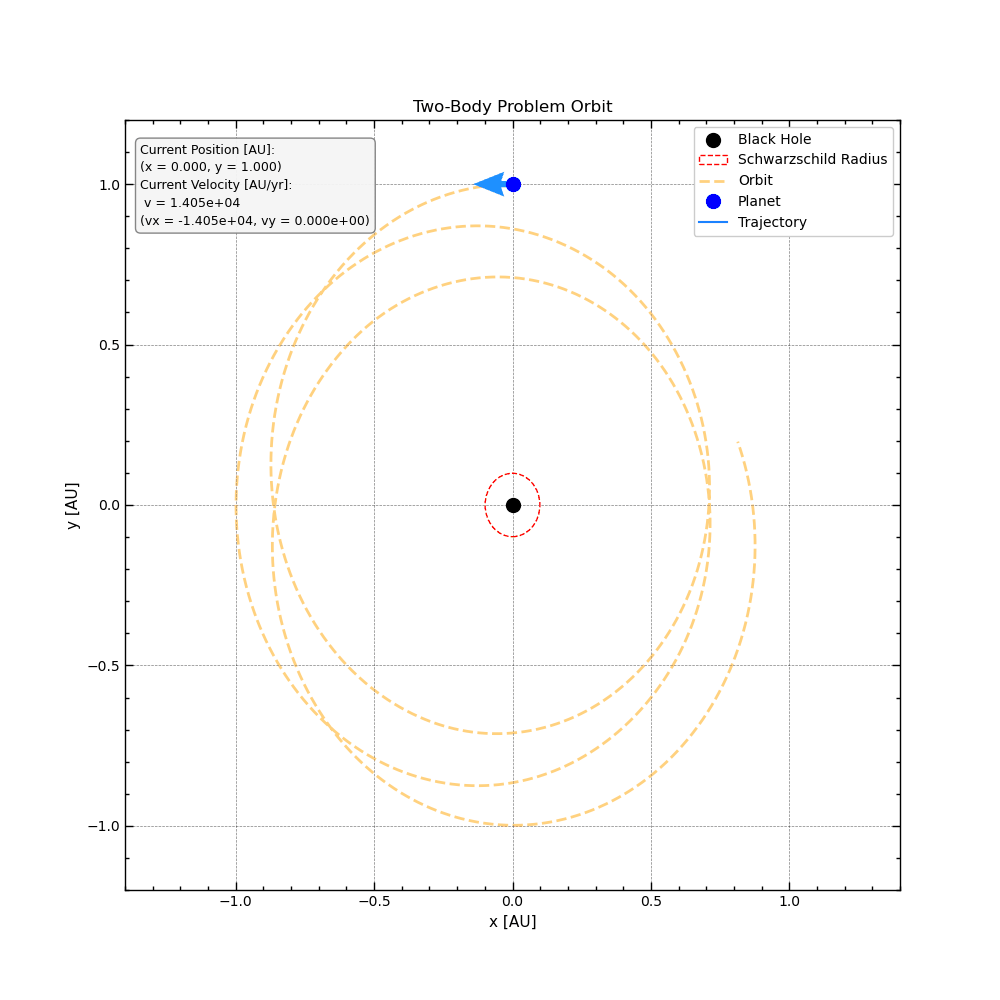 Two-Body Problem Orbit
Current Position [AU]:
(x = 0.000, y = 1.000)
Current Velocity [AU/yr]:
v = 1.405e+04
(vx = -1.405e+04, vy = 0.000e+00)
Black Hole
Schwarzschild Radius
Orbit
Planet
Trajectory
1.0
0.5
0.0
−0.5
−1.0
y [AU]
−1.0 −0.5 0.0 0.5 1.0
x [AU]